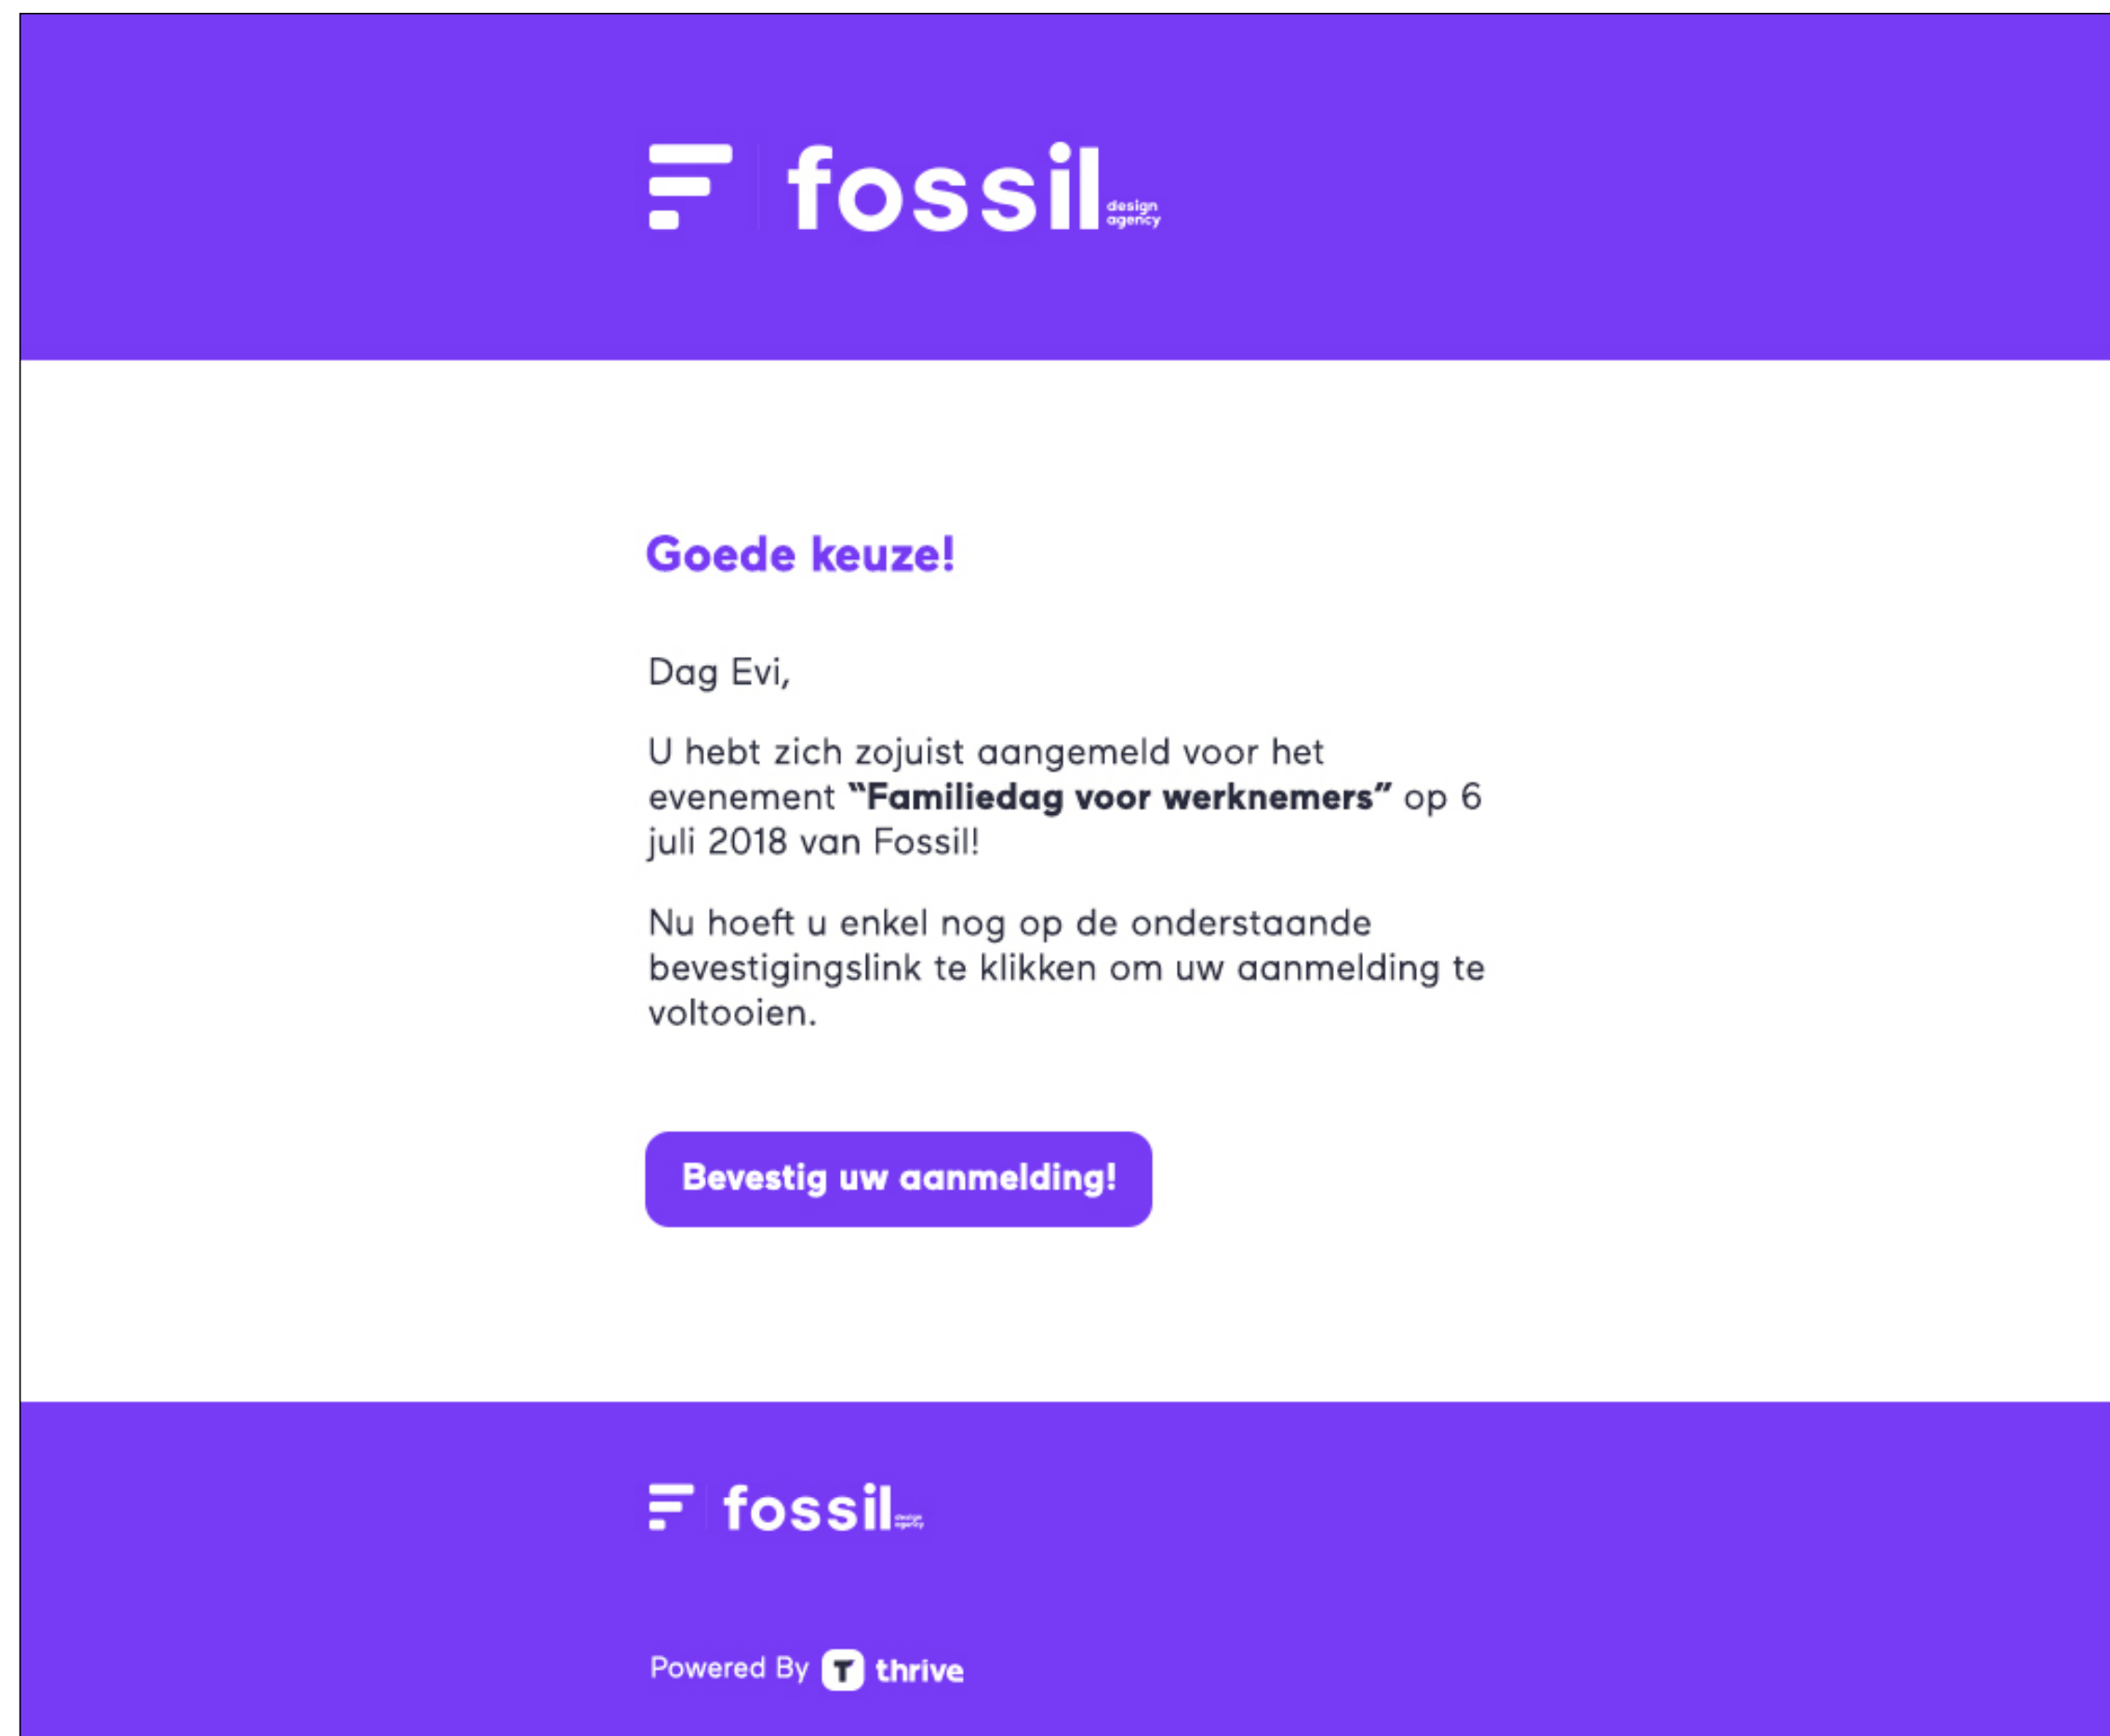 fossil design
agency
Goede keuze!
Dag Evi,
U hebt zich zojuist aangemeld voor het
evenement “Familiedag voor werknemers” op 6
juli 2018 van Fossil!
Nu hoeft u enkel nog op de onderstaande
bevestigingslink te klikken om uw aanmelding te
voltooien.
Bevestig uw aanmelding!
fossil design
agency
Powered By T thrive